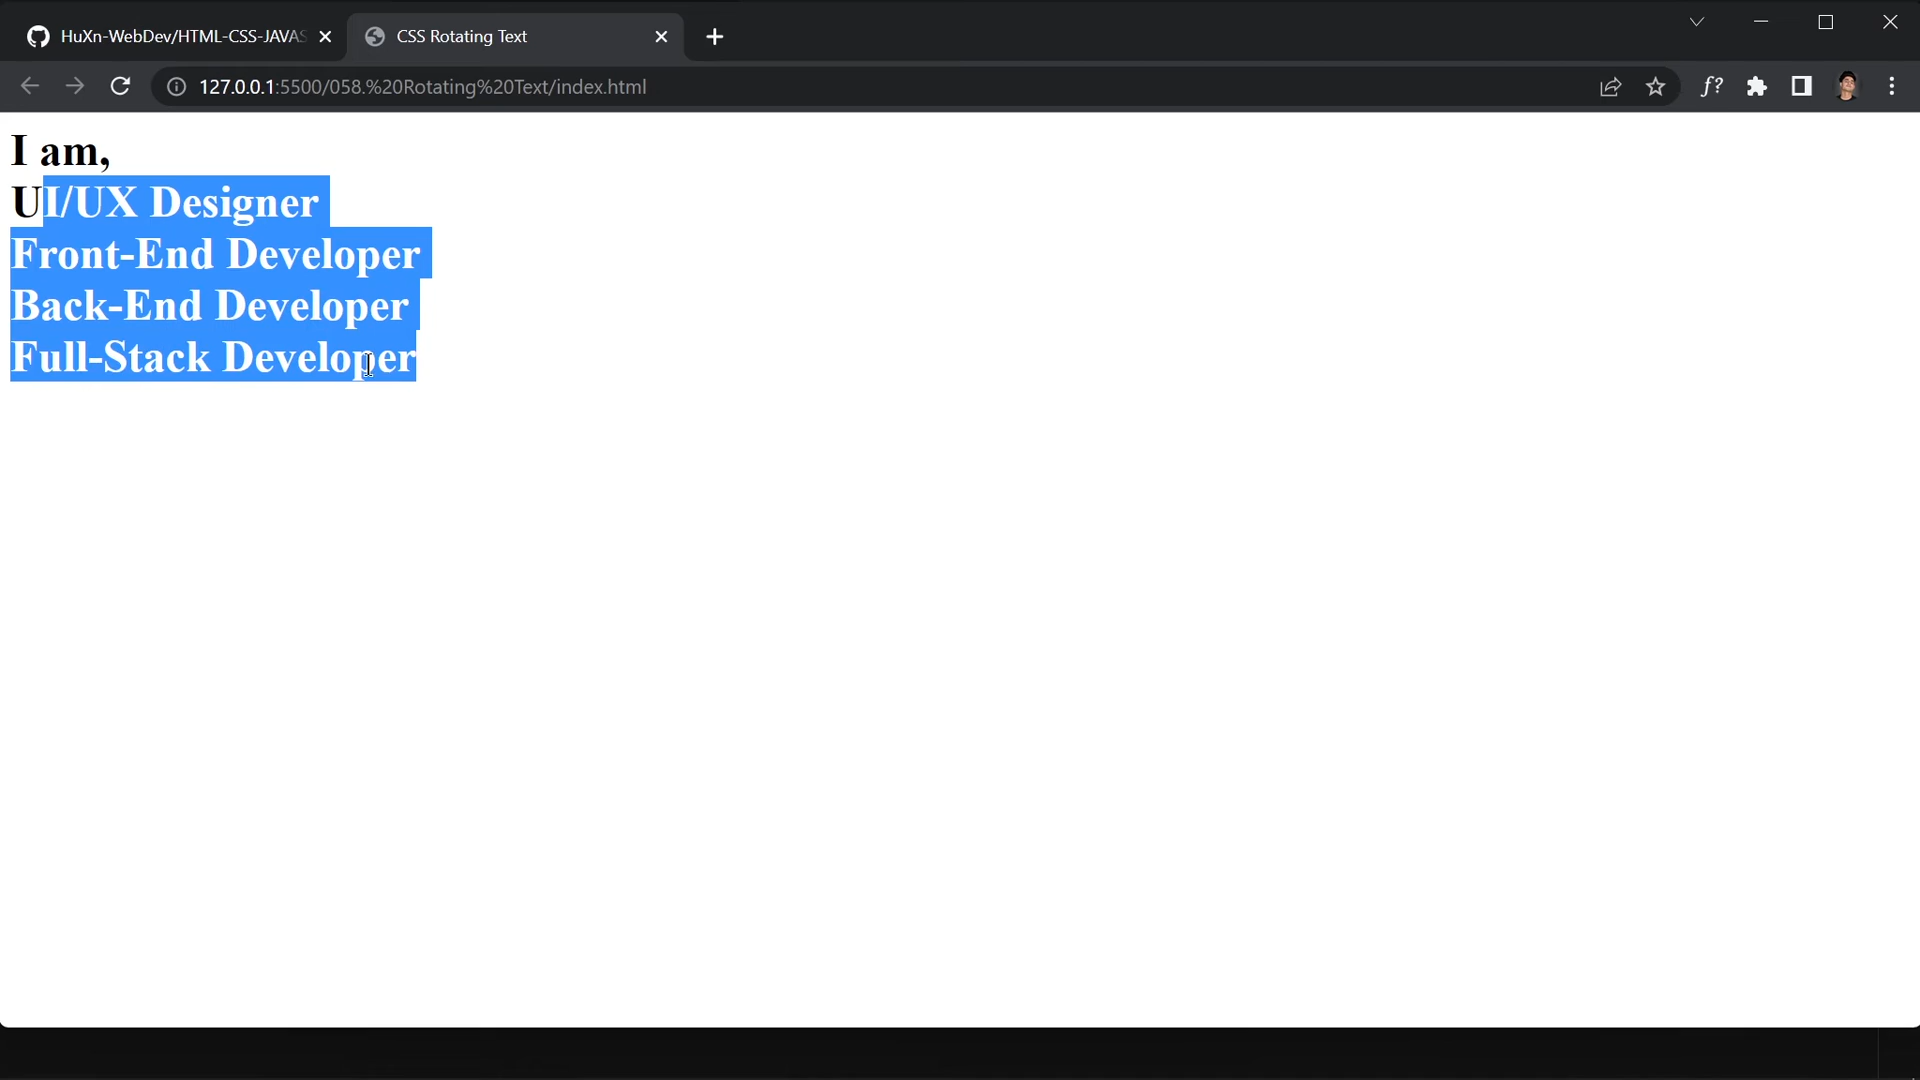 HuXn-WebDev/HTML-CSS-JAVAS
CSS Rotating Text
127.0.0.1:5500/058.%20Rotating%20Text/index.html
f?
I am,
UI/UX Designer
Front-End Developer
Back-End Developer
Full-Stack Developer